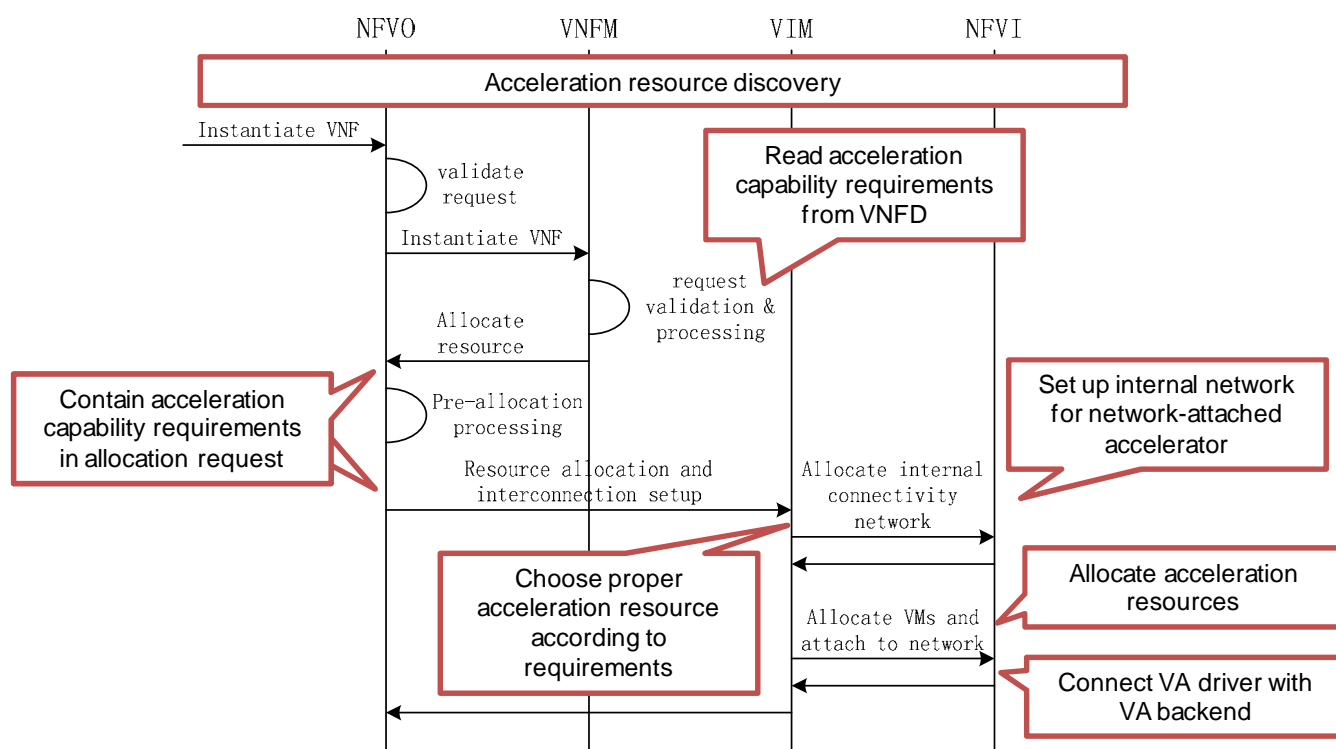 NFVO VNFM VIM NFVI
Acceleration resource discovery
Instantiate VNF
validate
request
Read acceleration
capability requirements
from VNFD
Instantiate VNF
request
validation &
processing
Allocate
resource
Contain acceleration
capability requirements
in allocation request
Pre-allocation
processing
Set up internal network
for network-attached
accelerator
Resource allocation and
interconnection setup
Allocate internal
connectivity
network
Choose proper
acceleration resource
according to
requirements
Allocate acceleration
resources
Allocate VMs and
attach to network
Connect VA driver with
VA backend